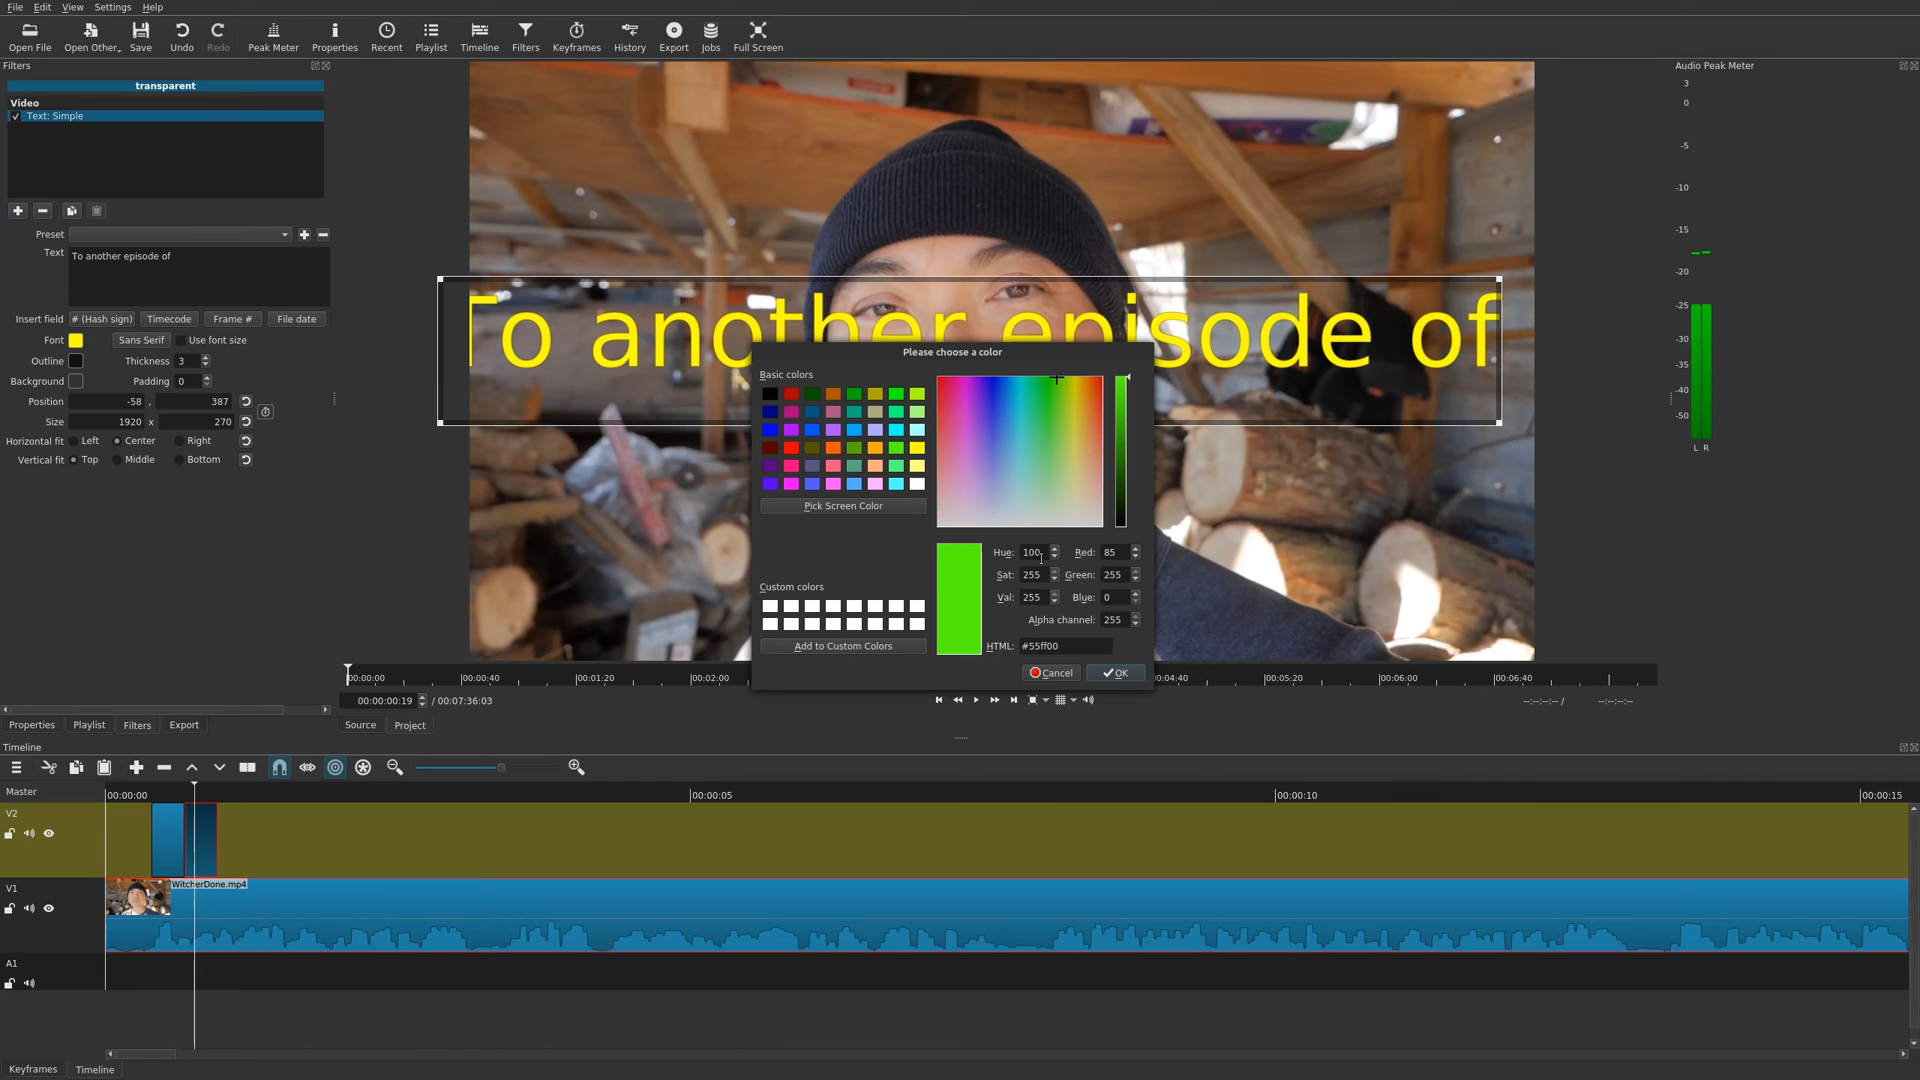 File Edit View Settings Help
Open File Open Other Save Undo Redo Peak Meter Properties Recent Playlist Timeline Filters Keyframes History Export Jobs Full Screen
Filters
transparent
Video
Text: Simple
Preset
Text To another episode of
Insert field # (Hash sign) Timecode Frame # File date
Font Sans Serif Use font size
Outline Thickness 3
Background Padding 0
Position -58 , 387
Size 1920 x 270
Horizontal fit Left Center Right
Vertical fit Top Middle Bottom
To another episode of
Please choose a color
Basic colors
Pick Screen Color
Custom colors
Add to Custom Colors
Hue: 100 Red: 85
Sat: 255 Green: 255
Val: 255 Blue: 0
Alpha channel: 255
HTML: #55ff00
Cancel OK
Audio Peak Meter
3
0
-5
-10
-15
-20
-25
-30
-35
-40
-50
L R
00:00:00 00:00:40 00:01:20 00:02:00 00:04:40 00:05:20 00:06:00 00:06:40
00:00:00:19 / 00:07:36:03 --:--:--:-- / --:--:--:--
Properties Playlist Filters Export Source Project
Timeline
Master 00:00:00 00:00:05 00:00:10 00:00:15
V2
V1 WitcherDone.mp4
A1
Keyframes Timeline